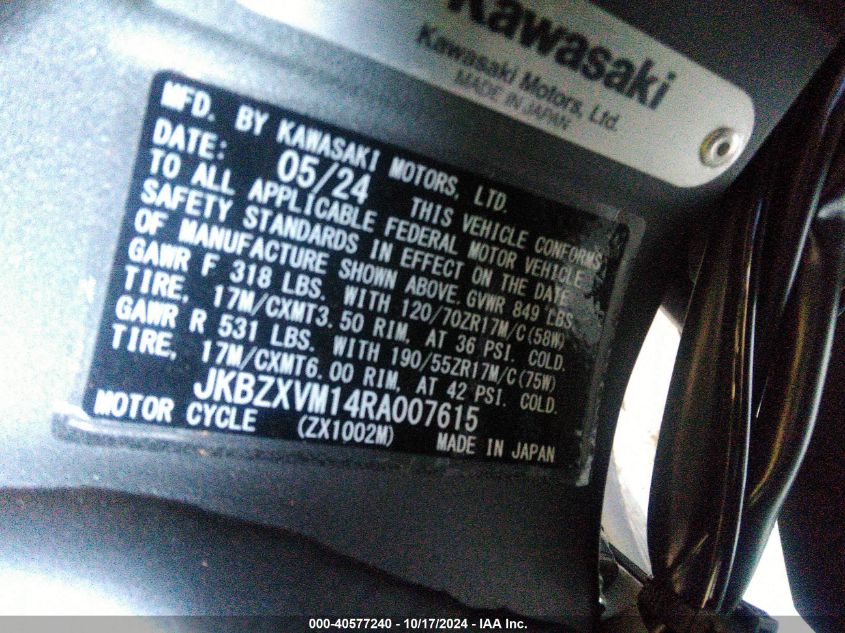 Kawasaki
Kawasaki Motors, Ltd.
MADE IN JAPAN
MFD. BY KAWASAKI MOTORS, LTD.
DATE: 05/24 THIS VEHICLE CONFORMS
TO ALL APPLICABLE FEDERAL MOTOR VEHICLE
SAFETY STANDARDS IN EFFECT ON THE DATE
OF MANUFACTURE SHOWN ABOVE. GVWR 849 LBS
GAWR F 318 LBS. WITH 120/70ZR17M/C(58W)
TIRE, 17M/CXMT3.50 RIM, AT 36 PSI. COLD.
GAWR R 531 LBS. WITH 190/55ZR17M/C(75W)
TIRE, 17M/CXMT6.00 RIM, AT 42 PSI. COLD.
JKBZXVM14RA007615
MOTOR CYCLE (ZX1002M) MADE IN JAPAN
000-40577240 - 10/17/2024 - IAA Inc.